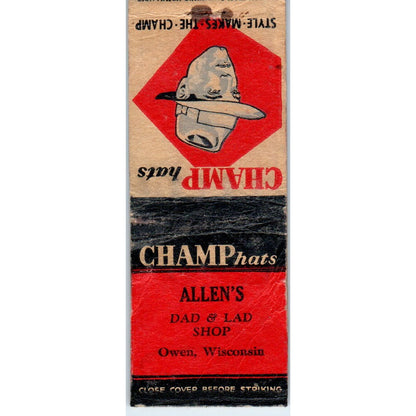 STYLE·MAKES·THE·CHAMP
CHAMP hats
CHAMP hats
ALLEN'S
DAD & LAD
SHOP
Owen, Wisconsin
CLOSE COVER BEFORE STRIKING